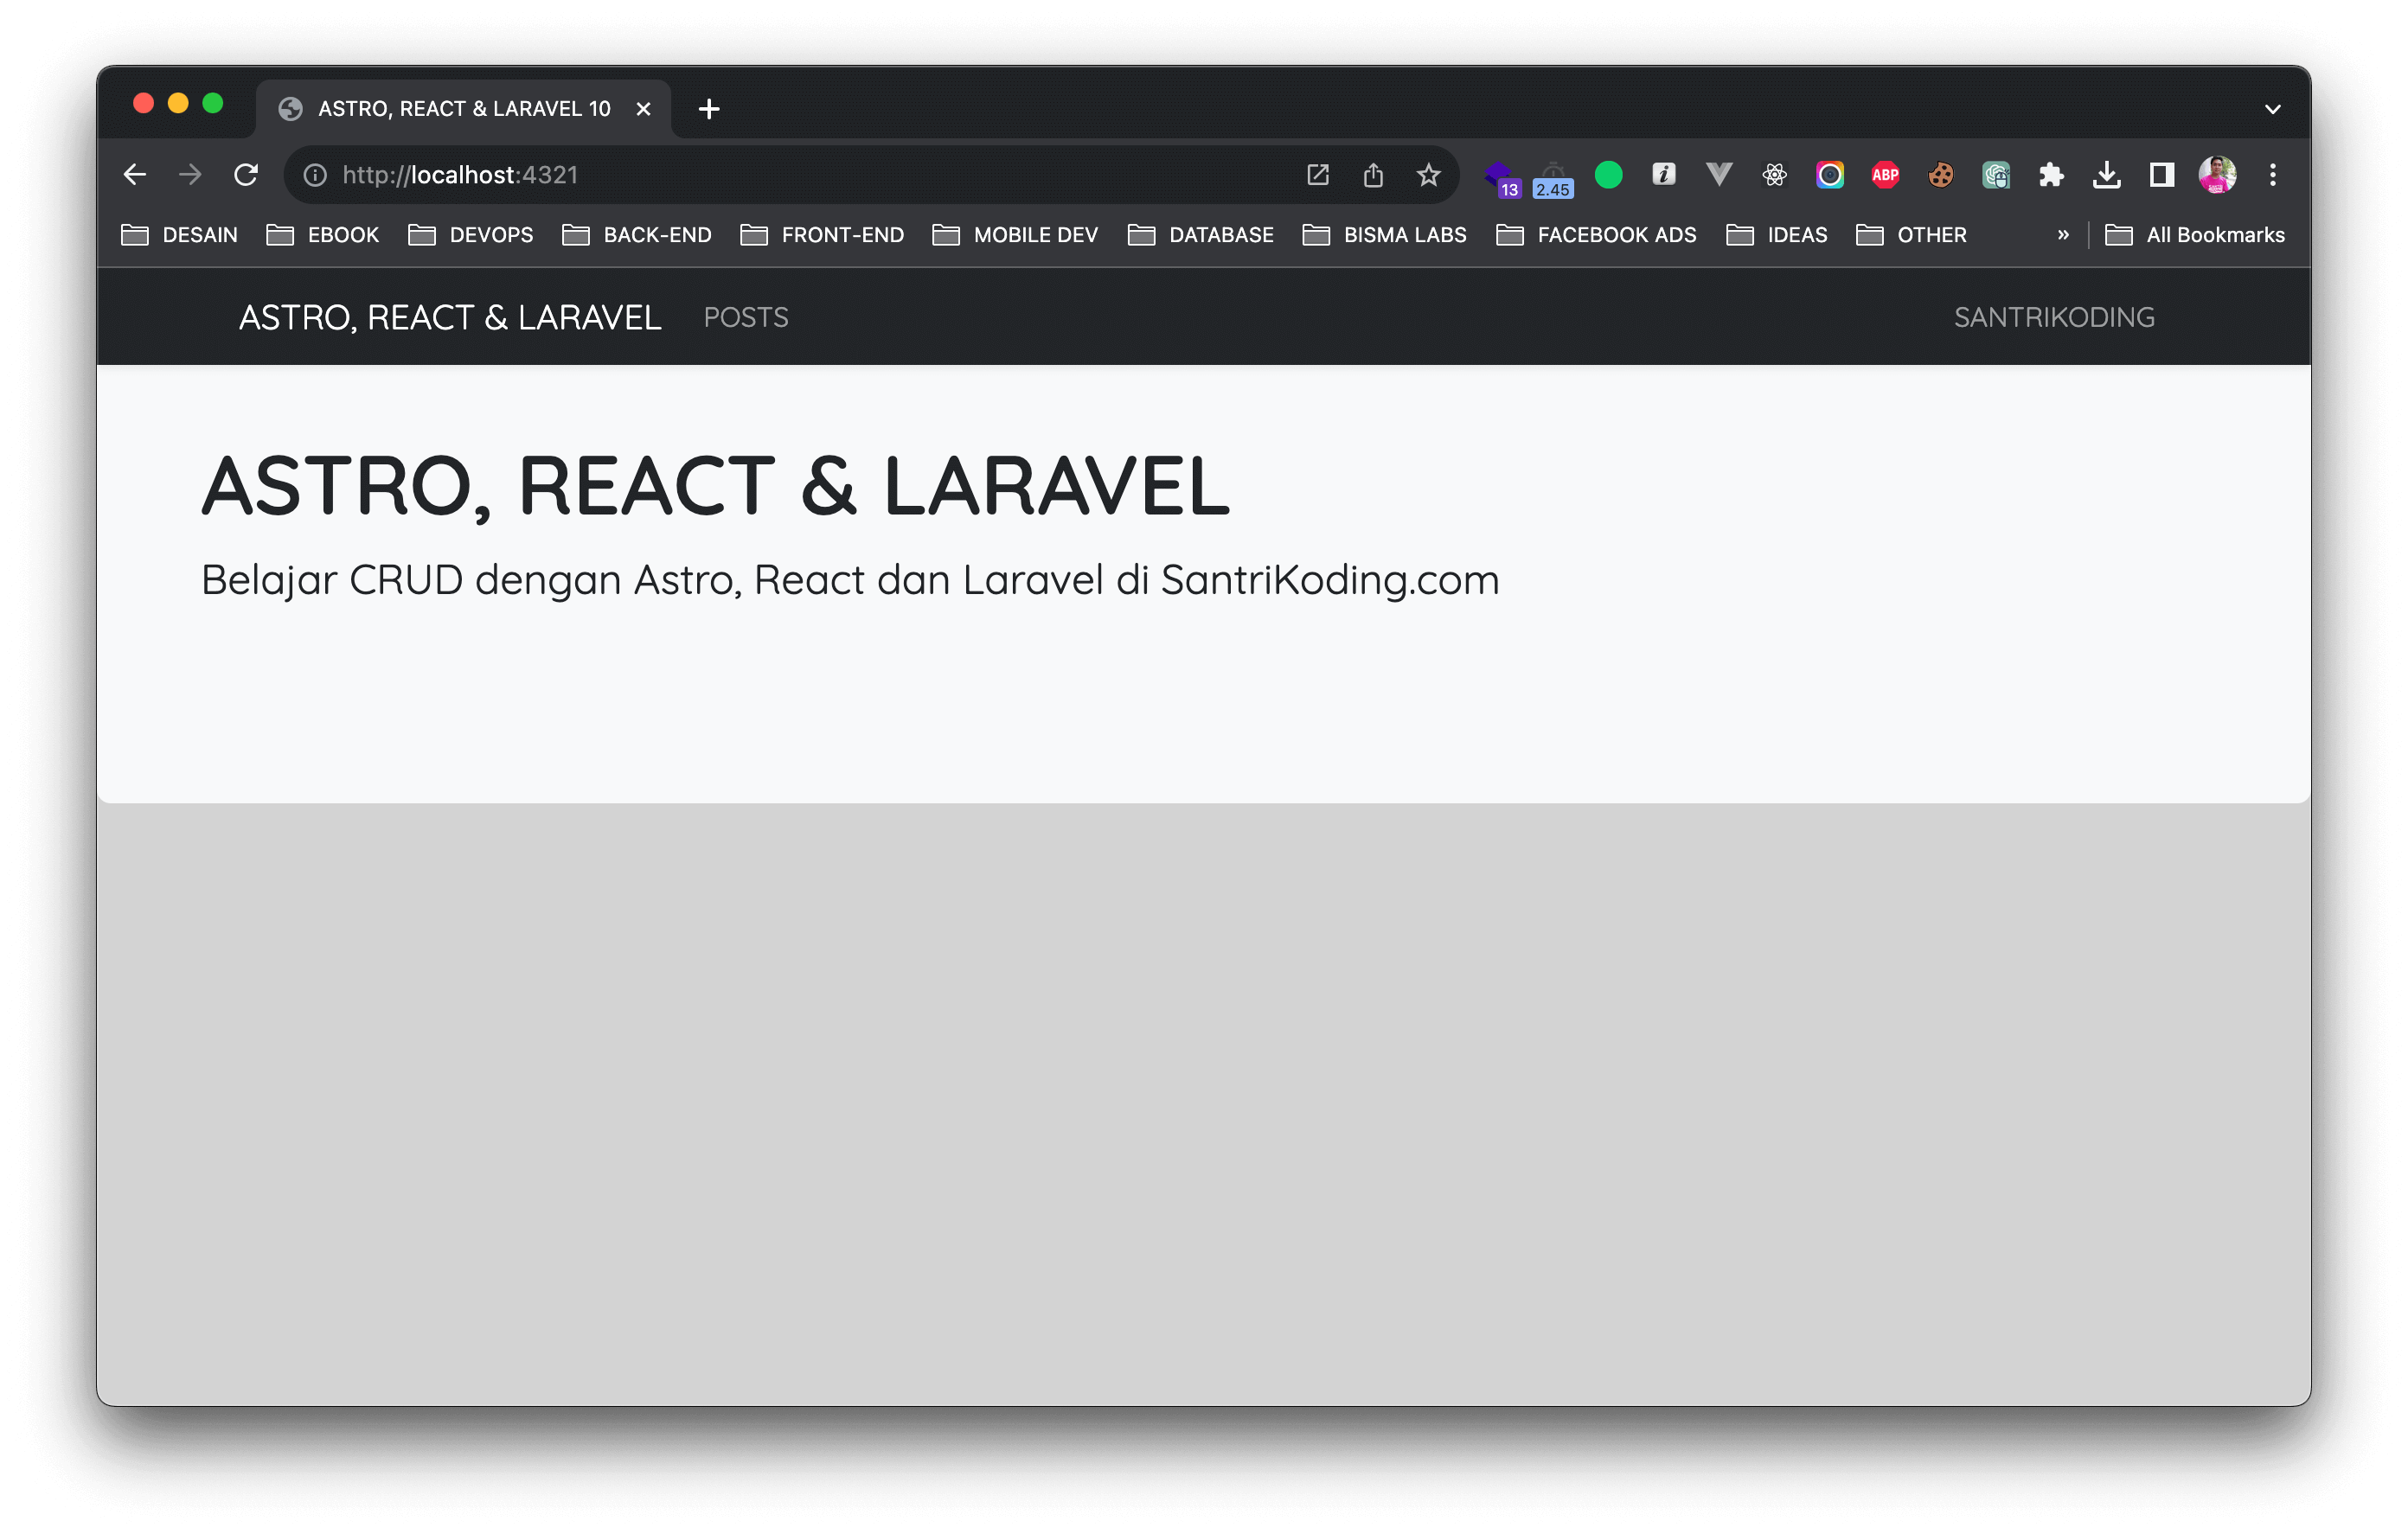 ASTRO, REACT & LARAVEL 10
http://localhost:4321
13
2.45
i
ABP
DESAIN EBOOK DEVOPS BACK-END FRONT-END MOBILE DEV DATABASE BISMA LABS FACEBOOK ADS IDEAS OTHER » All Bookmarks
ASTRO, REACT & LARAVEL POSTS SANTRIKODING
ASTRO, REACT & LARAVEL
Belajar CRUD dengan Astro, React dan Laravel di SantriKoding.com